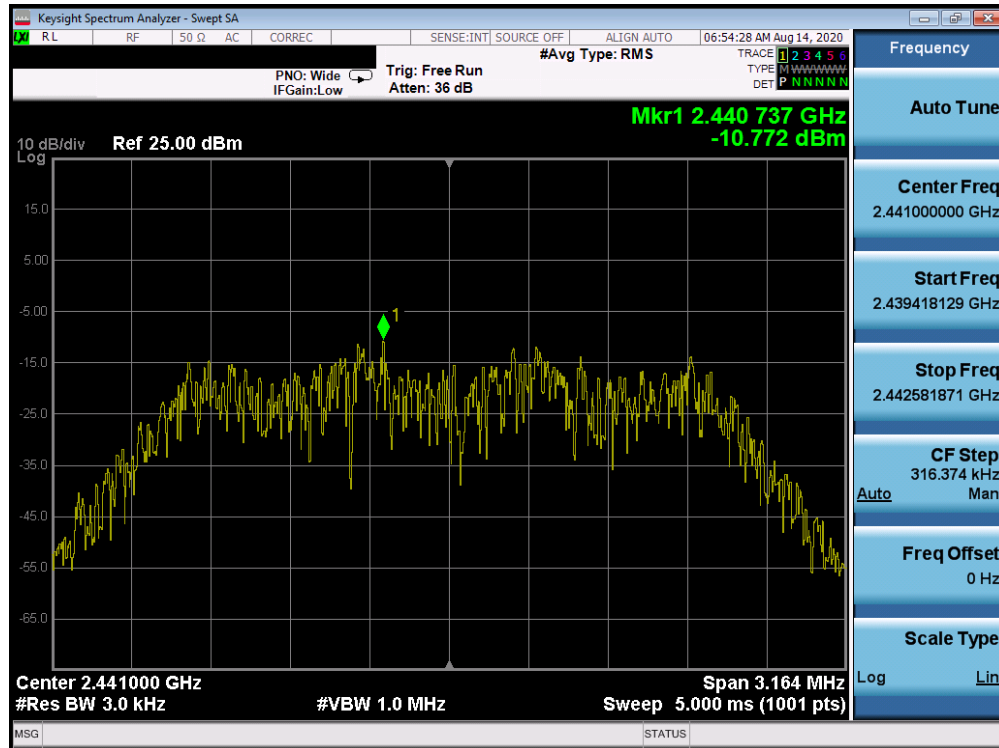 Keysight Spectrum Analyzer - Swept SA
LXI RL RF 50 Ω AC CORREC SENSE:INT SOURCE OFF ALIGN AUTO 06:54:28 AM Aug 14, 2020
#Avg Type: RMS TRACE 1 2 3 4 5 6
PNO: Wide Trig: Free Run TYPE M WWWWW
IFGain:Low Atten: 36 dB DET P N N N N N
Mkr1 2.440 737 GHz
-10.772 dBm
10 dB/div Ref 25.00 dBm
Log
15.0
5.00
-5.00
1
-15.0
-25.0
-35.0
-45.0
-55.0
-65.0
Center 2.441000 GHz Span 3.164 MHz
#Res BW 3.0 kHz #VBW 1.0 MHz Sweep 5.000 ms (1001 pts)
MSG STATUS
Frequency
Auto Tune
Center Freq
2.441000000 GHz
Start Freq
2.439418129 GHz
Stop Freq
2.442581871 GHz
CF Step
316.374 kHz
Auto Man
Freq Offset
0 Hz
Scale Type
Log Lin